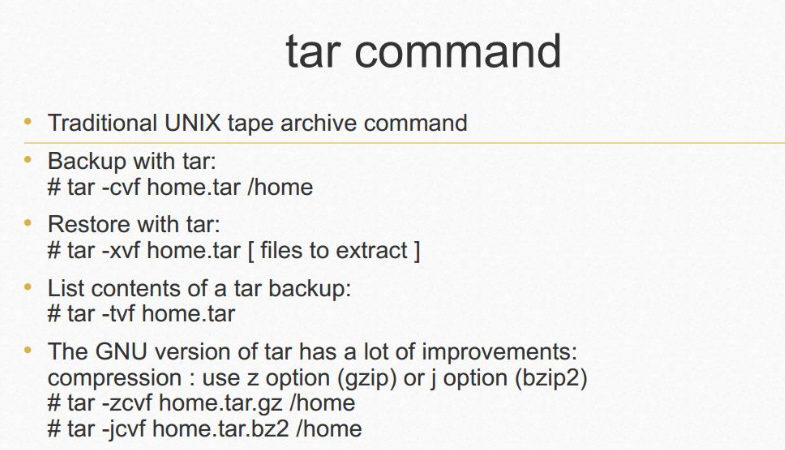 tar command
• Traditional UNIX tape archive command
• Backup with tar:
# tar -cvf home.tar /home
• Restore with tar:
# tar -xvf home.tar [ files to extract ]
• List contents of a tar backup:
# tar -tvf home.tar
• The GNU version of tar has a lot of improvements:
compression : use z option (gzip) or j option (bzip2)
# tar -zcvf home.tar.gz /home
# tar -jcvf home.tar.bz2 /home